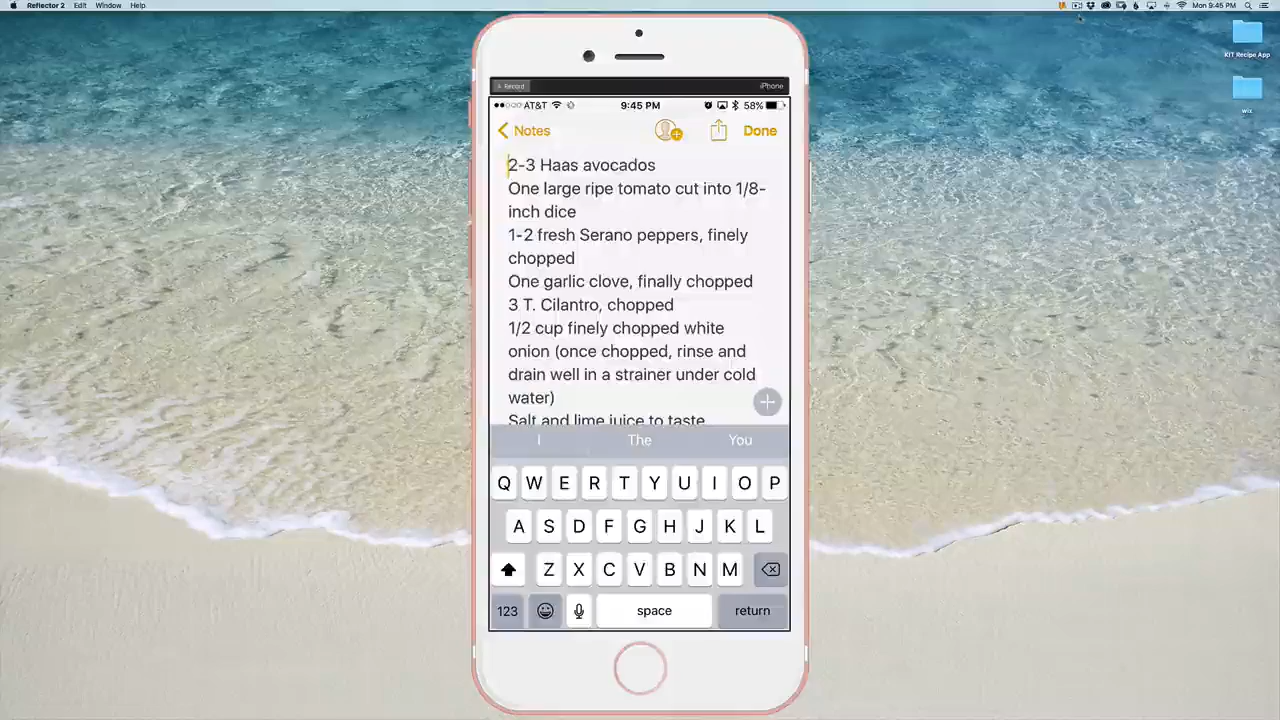 Reflector 2 Edit Window Help
Mon 9:45 PM
KIT Recipe App
wix
Record
iPhone
AT&T 9:45 PM 58%
Notes Done
2-3 Haas avocados
One large ripe tomato cut into 1/8-
inch dice
1-2 fresh Serano peppers, finely
chopped
One garlic clove, finally chopped
3 T. Cilantro, chopped
1/2 cup finely chopped white
onion (once chopped, rinse and
drain well in a strainer under cold
water)
Salt and lime juice to taste
I The You
Q W E R T Y U I O P
A S D F G H J K L
Z X C V B N M
123 space return